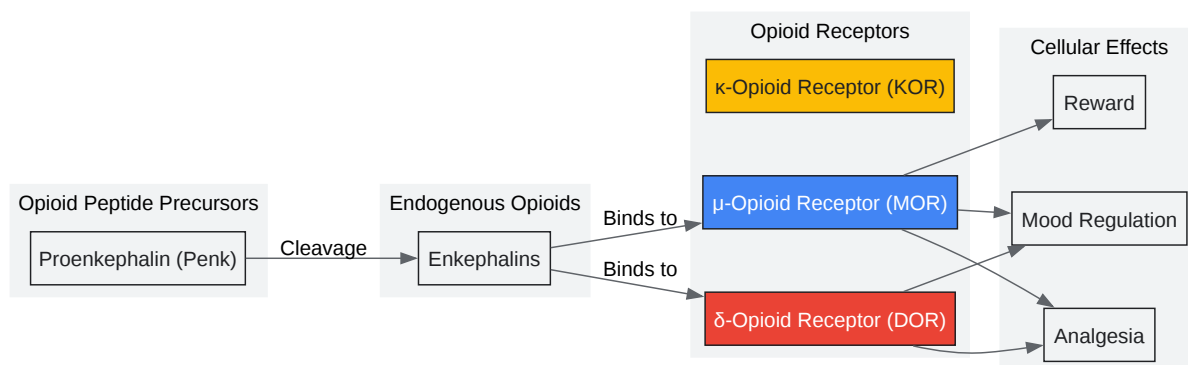 Opioid Peptide Precursors
Proenkephalin (Penk)
Cleavage
Endogenous Opioids
Enkephalins
Binds to
Binds to
Opioid Receptors
κ-Opioid Receptor (KOR)
μ-Opioid Receptor (MOR)
δ-Opioid Receptor (DOR)
Cellular Effects
Reward
Mood Regulation
Analgesia